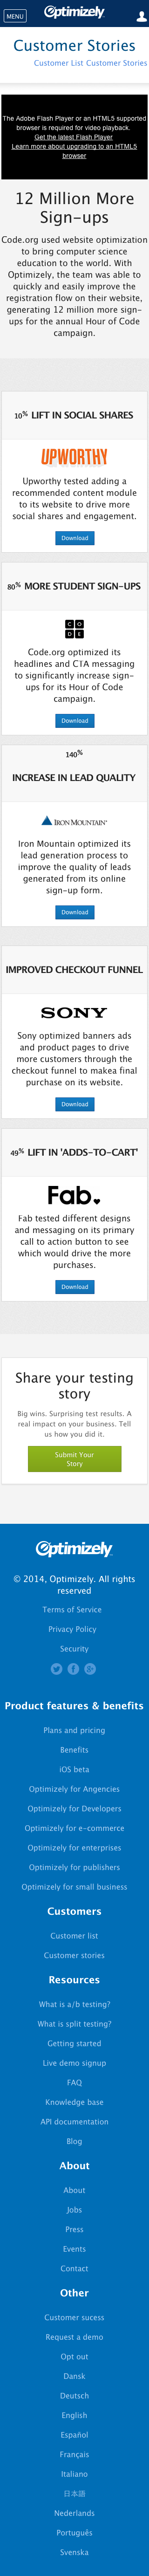 MENU
Optimizely
Customer Stories
Customer List Customer Stories
The Adobe Flash Player or an HTML5 supported
browser is required for video playback.
Get the latest Flash Player
Learn more about upgrading to an HTML5
browser
12 Million More
Sign-ups
Code.org used website optimization
to bring computer science
education to the world. With
Optimizely, the team was able to
quickly and easily improve the
registration flow on their website,
generating 12 million more sign-
ups for the annual Hour of Code
campaign.
10% LIFT IN SOCIAL SHARES
UPWORTHY
Upworthy tested adding a
recommended content module
to its website to drive more
social shares and engagement.
Download
80% MORE STUDENT SIGN-UPS
CO
DE
Code.org optimized its
headlines and CTA messaging
to significantly increase sign-
ups for its Hour of Code
campaign.
Download
140%
INCREASE IN LEAD QUALITY
IRON MOUNTAIN
Iron Mountain optimized its
lead generation process to
improve the quality of leads
generated from its online
sign-up form.
Download
IMPROVED CHECKOUT FUNNEL
SONY
Sony optimized banners ads
and product pages to drive
more customers through the
checkout funnel to makea final
purchase on its website.
Download
49% LIFT IN 'ADDS-TO-CART'
Fab.
Fab tested different designs
and messaging on its primary
call to action button to see
which would drive the more
purchases.
Download
Share your testing
story
Big wins. Surprising test results. A
real impact on your business. Tell
us how you did it.
Submit Your
Story
Optimizely
© 2014, Optimizely. All rights
reserved
Terms of Service
Privacy Policy
Security
Product features & benefits
Plans and pricing
Benefits
iOS beta
Optimizely for Angencies
Optimizely for Developers
Optimizely for e-commerce
Optimizely for enterprises
Optimizely for publishers
Optimizely for small business
Customers
Customer list
Customer stories
Resources
What is a/b testing?
What is split testing?
Getting started
Live demo signup
FAQ
Knowledge base
API documentation
Blog
About
About
Jobs
Press
Events
Contact
Other
Customer sucess
Request a demo
Opt out
Dansk
Deutsch
English
Español
Français
Italiano
日本語
Nederlands
Português
Svenska